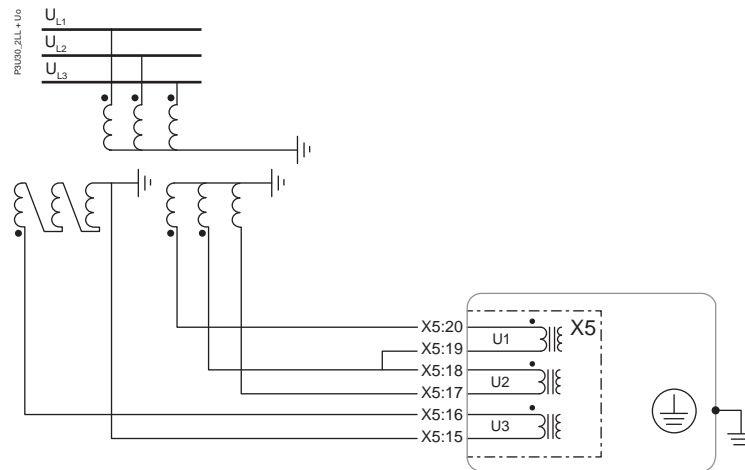 P3U30_2LL + Uo
UL1
UL2
UL3
X5:20
X5:19
X5:18
X5:17
X5:16
X5:15
U1
U2
U3
X5